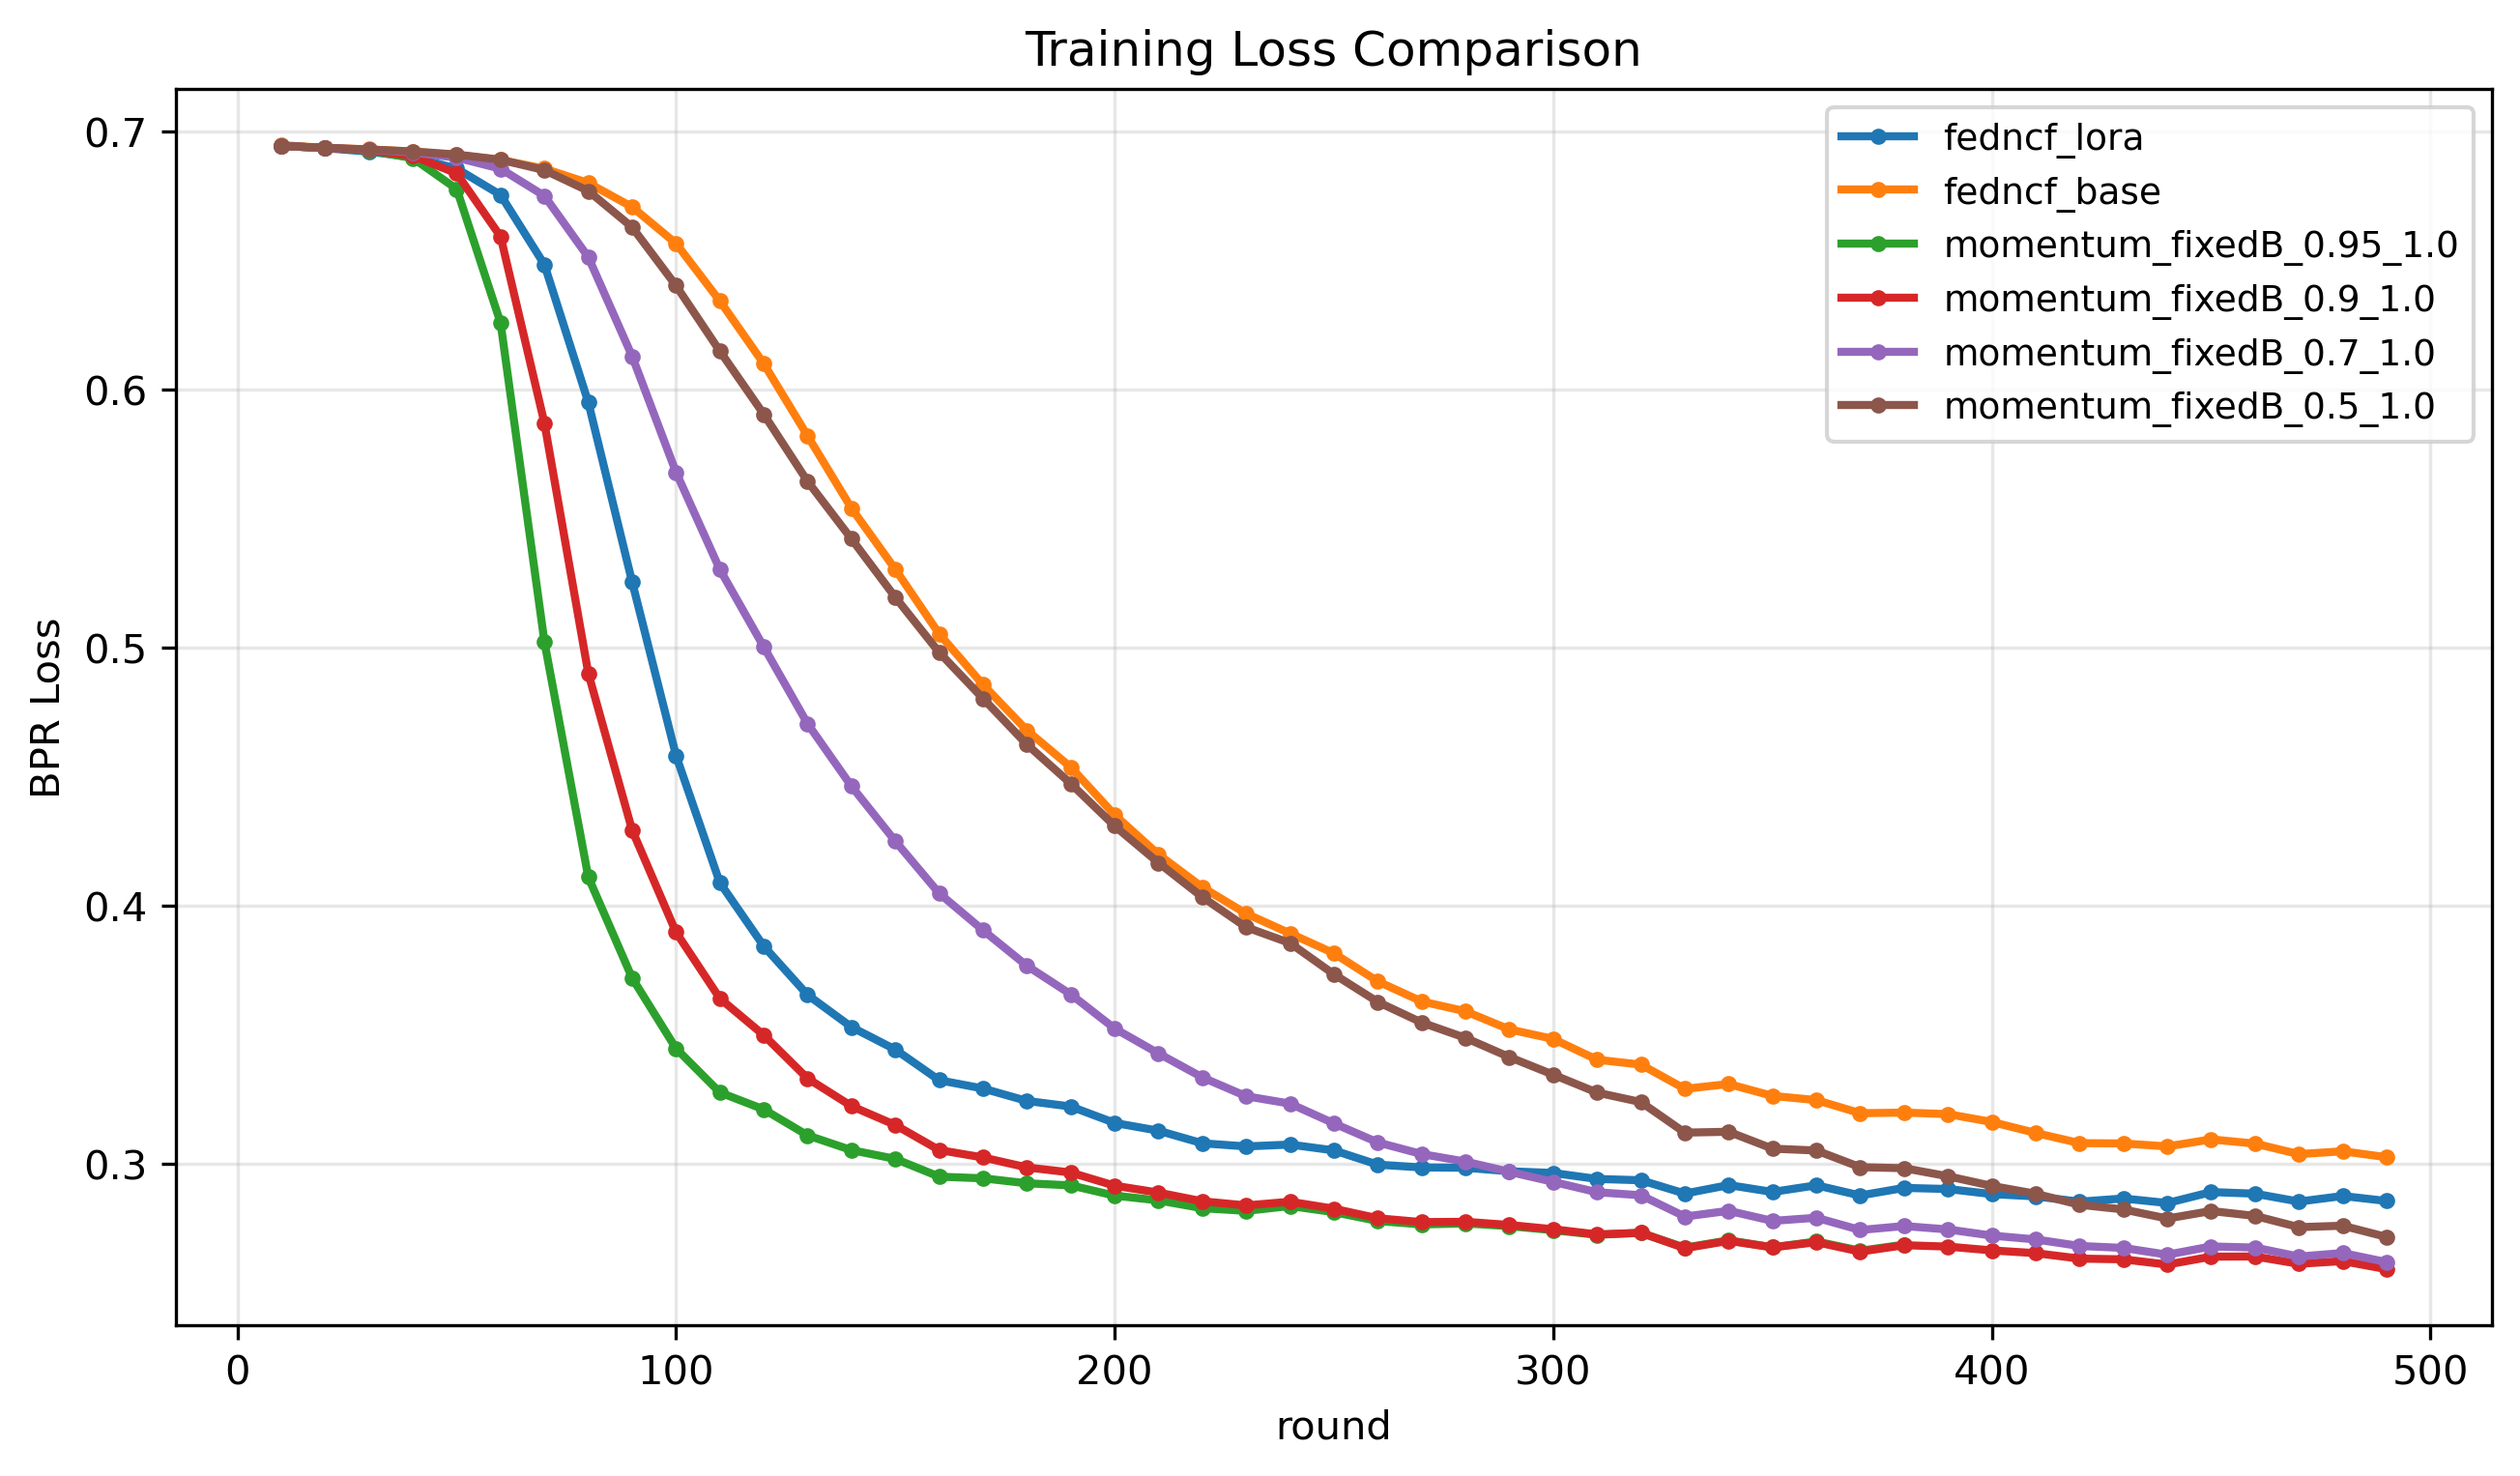 Training Loss Comparison
0.7
0.6
0.5
0.4
0.3
BPR Loss
fedncf_lora
fedncf_base
momentum_fixedB_0.95_1.0
momentum_fixedB_0.9_1.0
momentum_fixedB_0.7_1.0
momentum_fixedB_0.5_1.0
0 100 200 300 400 500
round